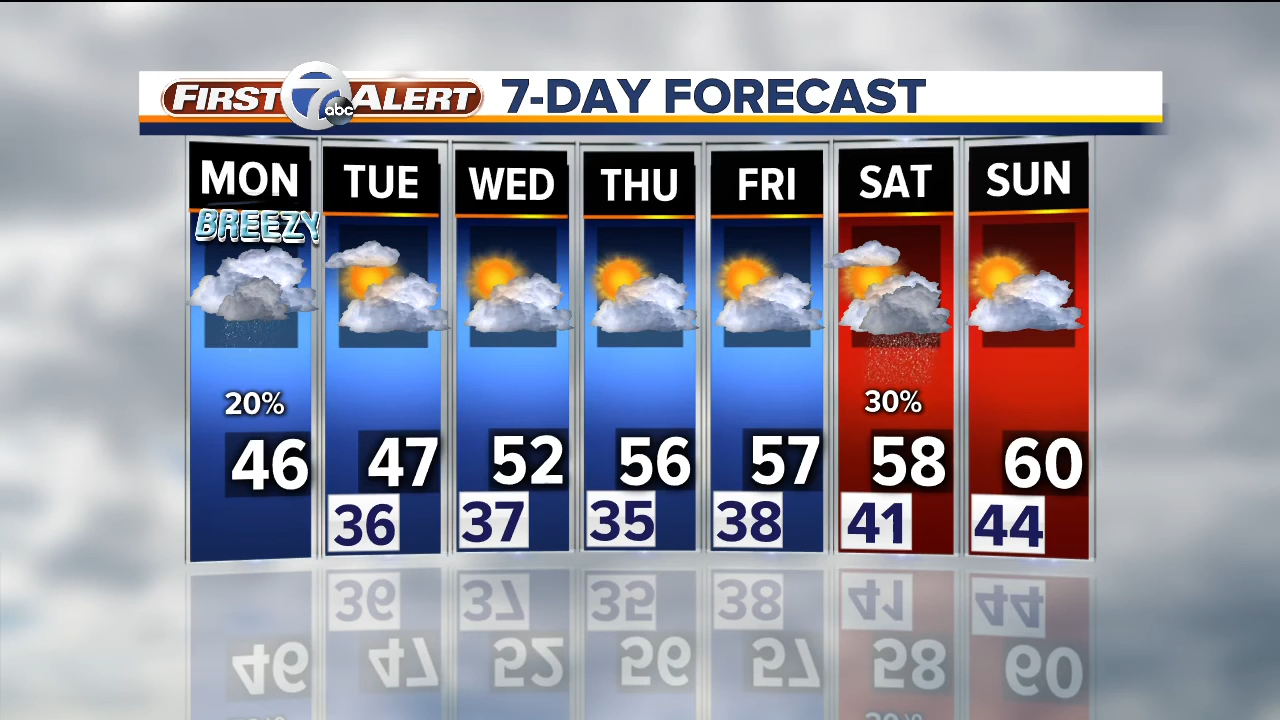 FIRST 7 abc ALERT 7-DAY FORECAST
MON TUE WED THU FRI SAT SUN
BREEZY
20% 30%
46 47 52 56 57 58 60
36 37 35 38 41 44